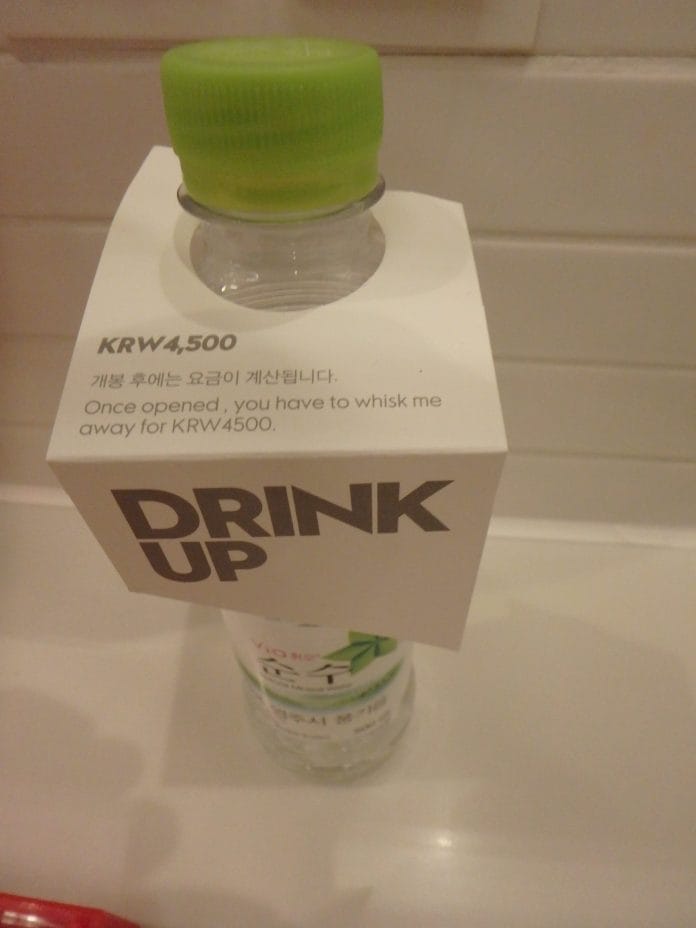 KRW4,500
개봉 후에는 요금이 계산됩니다.
Once opened , you have to whisk me
away for KRW4500.
DRINK
UP
순수